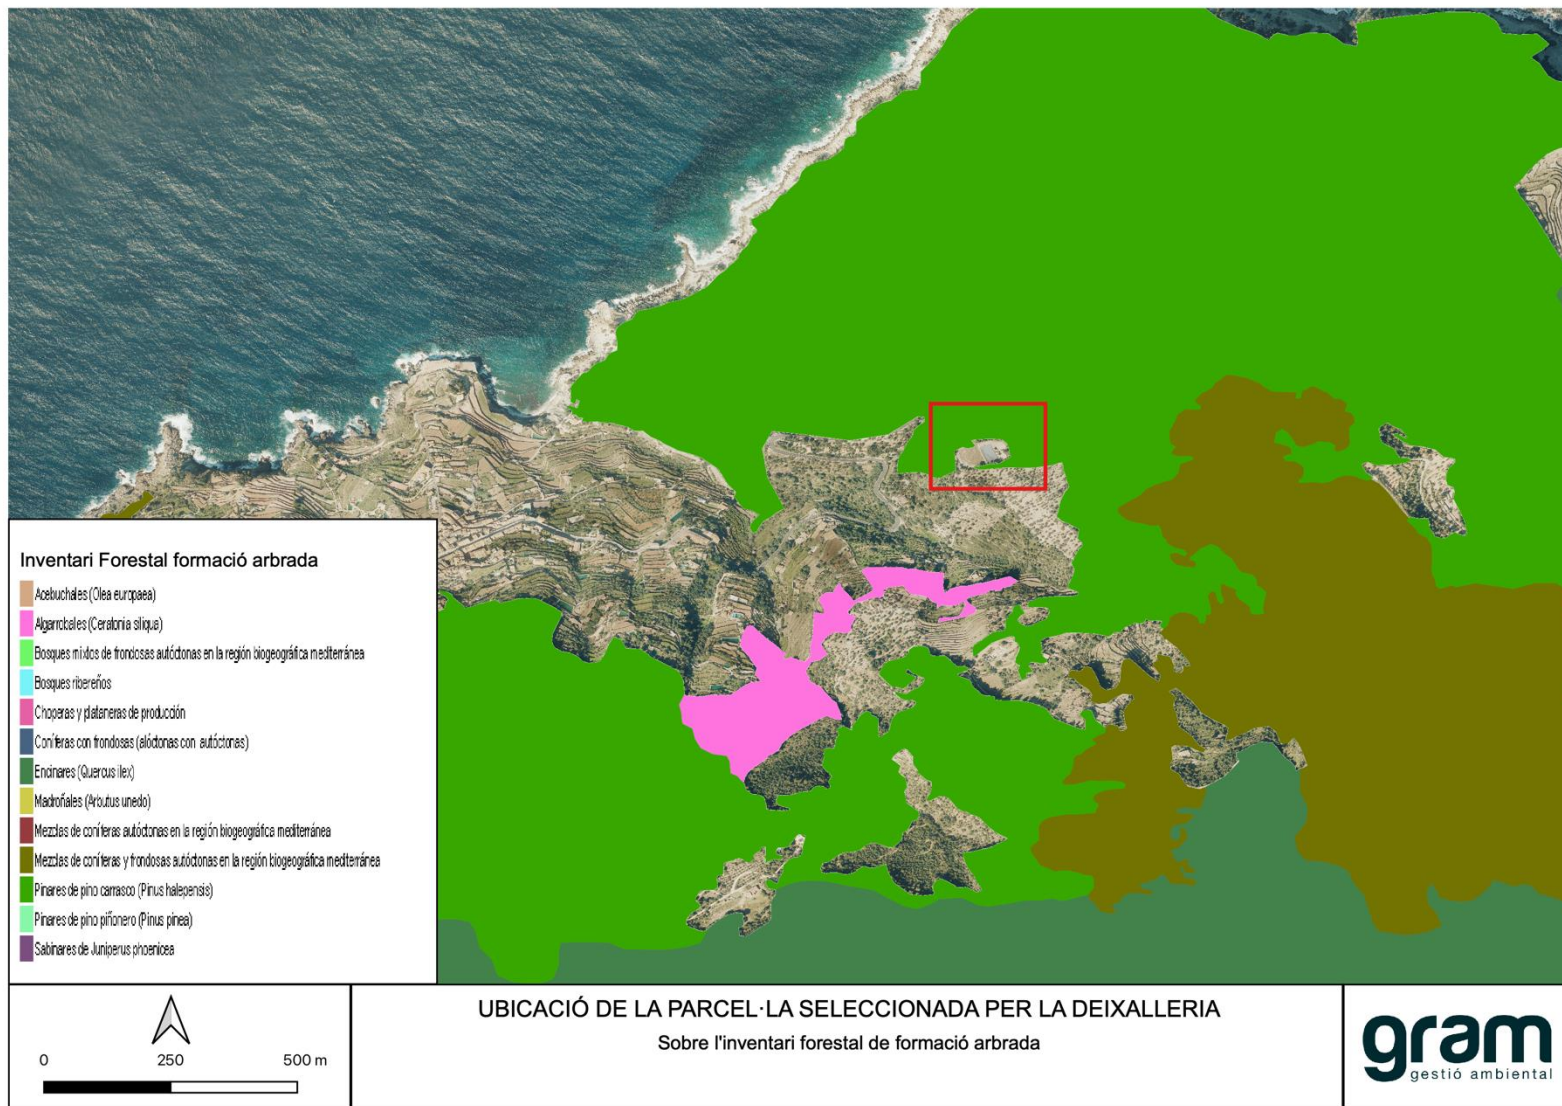 Inventari Forestal formació arbrada
Acebuchales (Olea europaea)
Algarrobales (Ceratonia siliqua)
Bosques mixtos de frondosas autóctonas en la región biogeográfica mediterránea
Bosques ribereños
Choperas y plataneras de producción
Coníferas con frondosas (alóctonas con autóctonas)
Encinares (Quercus ilex)
Madroñales (Arbutus unedo)
Mezclas de coníferas autóctonas en la región biogeográfica mediterránea
Mezclas de coníferas y frondosas autóctonas en la región biogeográfica mediterránea
Pinares de pino carrasco (Pinus halepensis)
Pinares de pino piñonero (Pinus pinea)
Sabinares de Juniperus phoenicea
0 250 500 m
UBICACIÓ DE LA PARCEL·LA SELECCIONADA PER LA DEIXALLERIA
Sobre l'inventari forestal de formació arbrada
gram
gestió ambiental